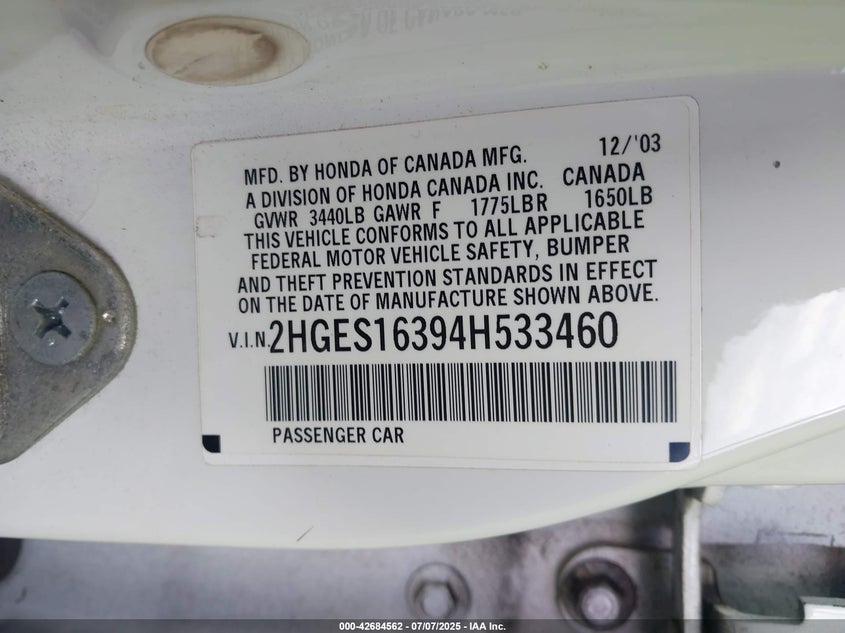 12/'03
MFD. BY HONDA OF CANADA MFG.
A DIVISION OF HONDA CANADA INC. CANADA
GVWR 3440LB GAWR F 1775LBR 1650LB
THIS VEHICLE CONFORMS TO ALL APPLICABLE
FEDERAL MOTOR VEHICLE SAFETY, BUMPER
AND THEFT PREVENTION STANDARDS IN EFFECT
ON THE DATE OF MANUFACTURE SHOWN ABOVE.
V.I.N. 2HGES16394H533460
PASSENGER CAR
000-42684562 - 07/07/2025 - IAA Inc.